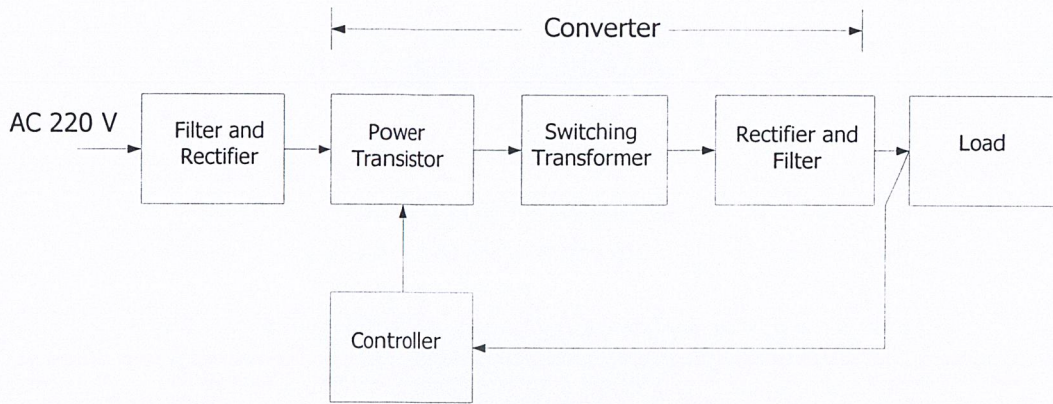 Converter
AC 220 V
Filter and
Rectifier
Power
Transistor
Switching
Transformer
Rectifier and
Filter
Load
Controller